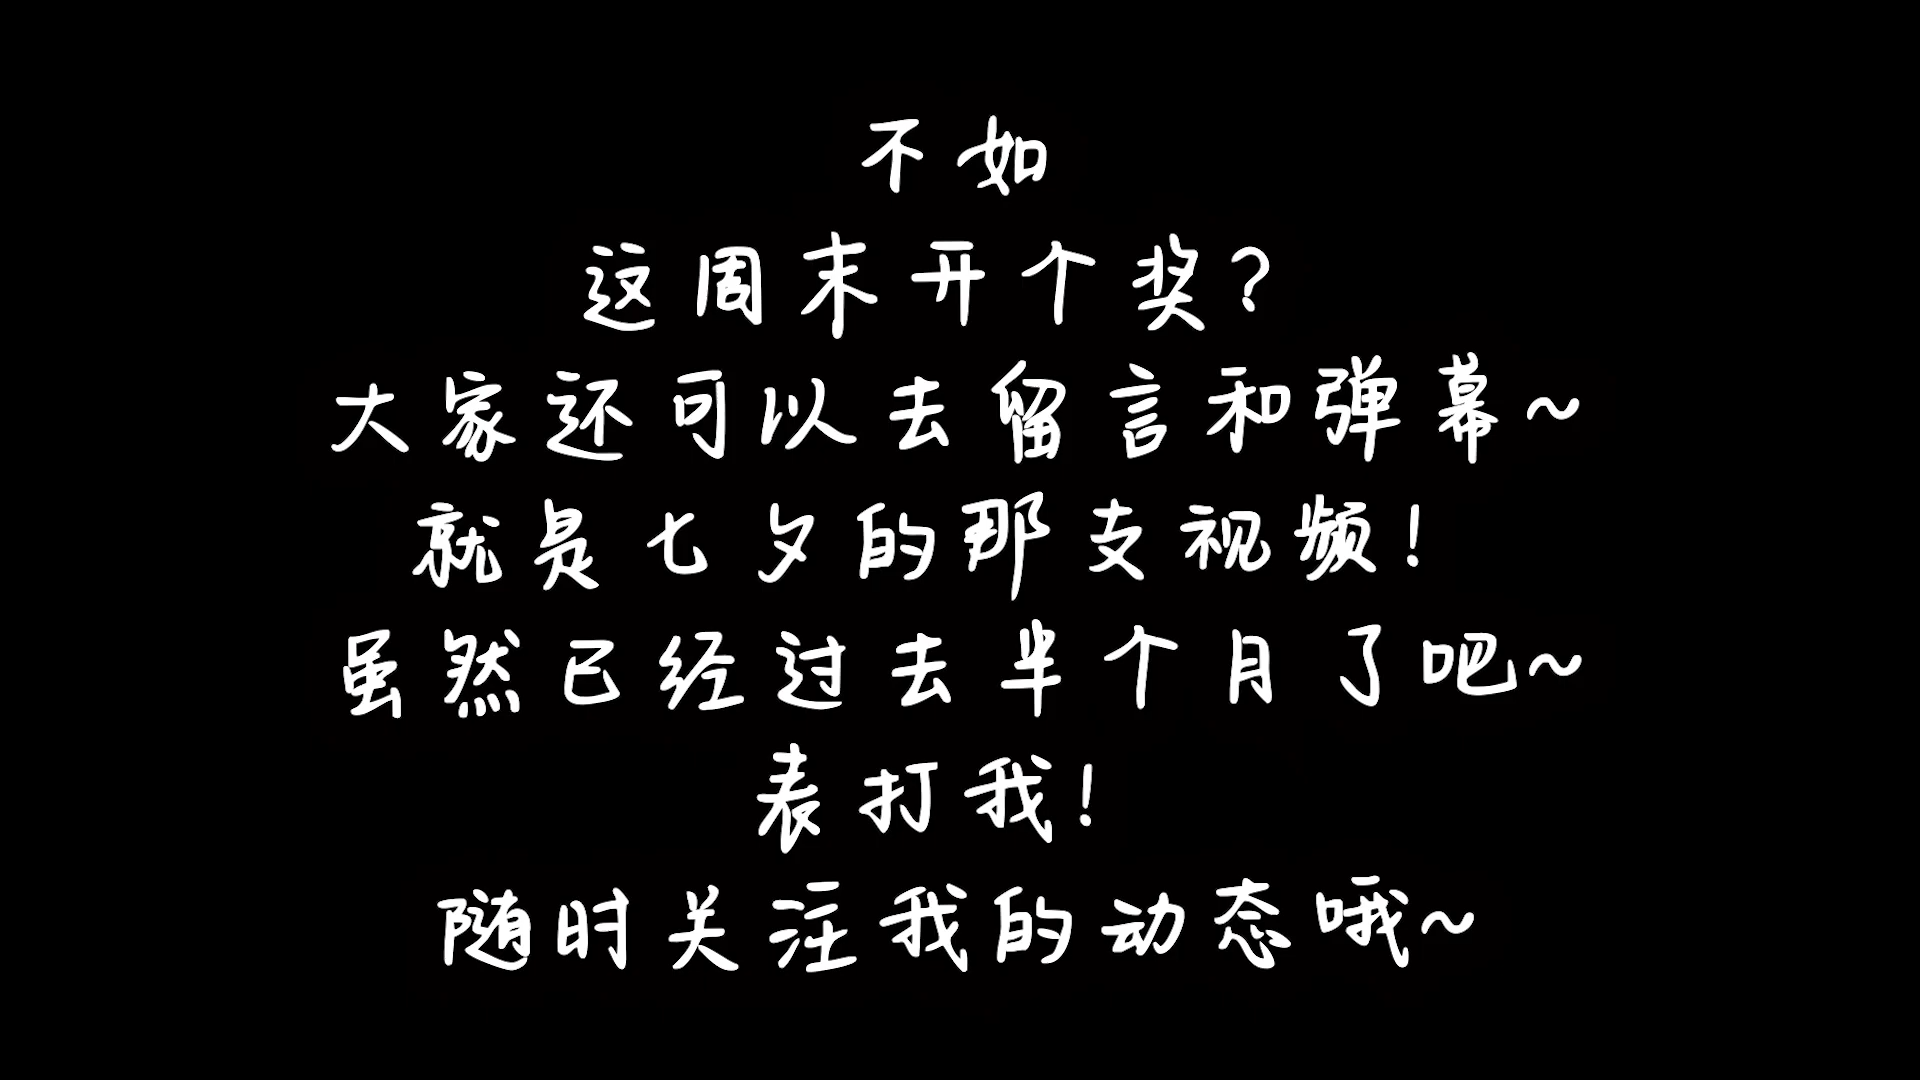 不如
这周末开个奖?
大家还可以去留言和弹幕~
就是七夕的那支视频!
虽然已经过去半个月了吧~
表打我!
随时关注我的动态哦~